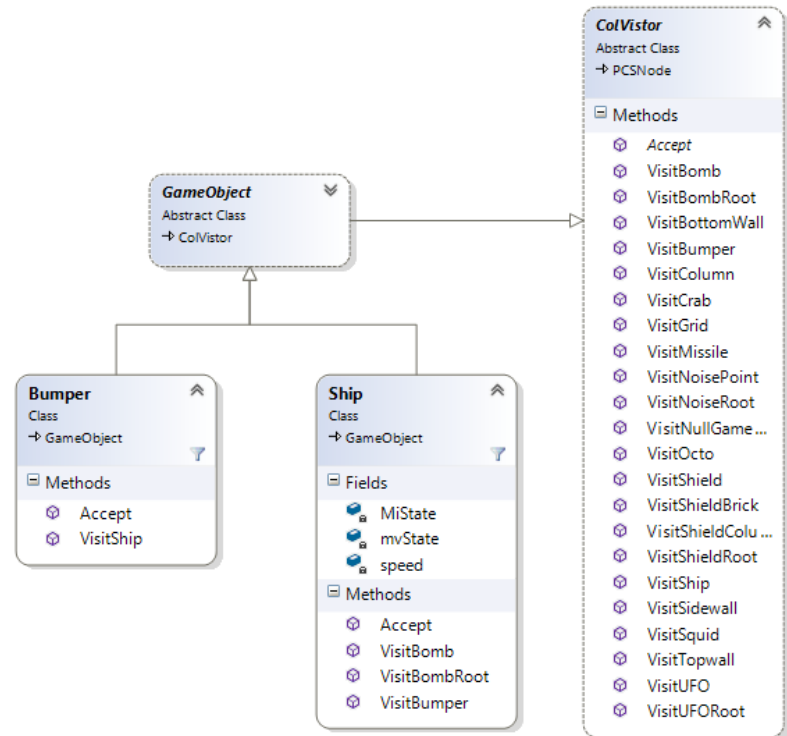 ColVistor
Abstract Class
PCSNode
Methods
Accept
VisitBomb
VisitBombRoot
VisitBottomWall
VisitBumper
VisitColumn
VisitCrab
VisitGrid
VisitMissile
VisitNoisePoint
VisitNoiseRoot
VisitNullGame ...
VisitOcto
VisitShield
VisitShieldBrick
VisitShieldColu ...
VisitShieldRoot
VisitShip
VisitSidewall
VisitSquid
VisitTopwall
VisitUFO
VisitUFORoot
GameObject
Abstract Class
ColVistor
Bumper
Class
GameObject
Methods
Accept
VisitShip
Ship
Class
GameObject
Fields
MiState
mvState
speed
Methods
Accept
VisitBomb
VisitBombRoot
VisitBumper